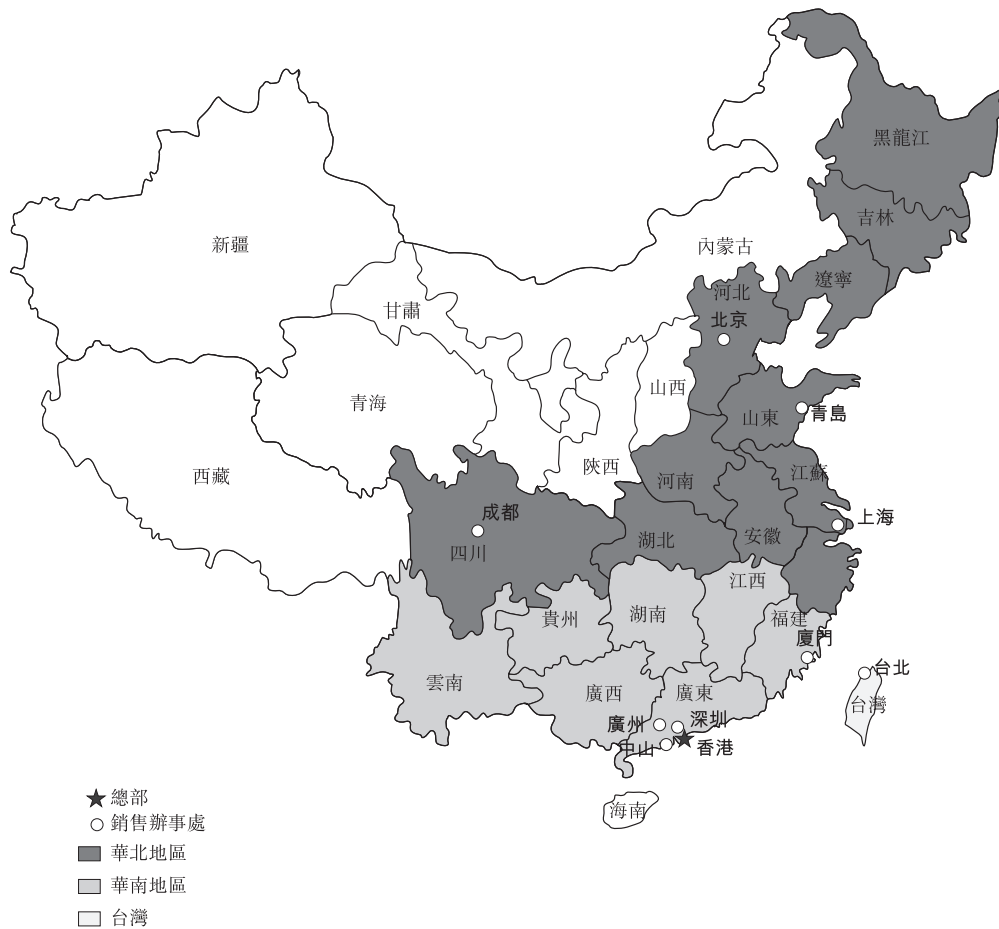 黑龍江
吉林
新疆
內蒙古
遼寧
河北
甘肅
北京
山西
青海
青島
山東
陝西
西藏
河南
江蘇
成都
上海
安徽
湖北
四川
江西
湖南
貴州
福建
廈門
台北
雲南
廣西
廣東
台灣
廣州
深圳
中山
香港
海南
總部
銷售辦事處
華北地區
華南地區
台灣